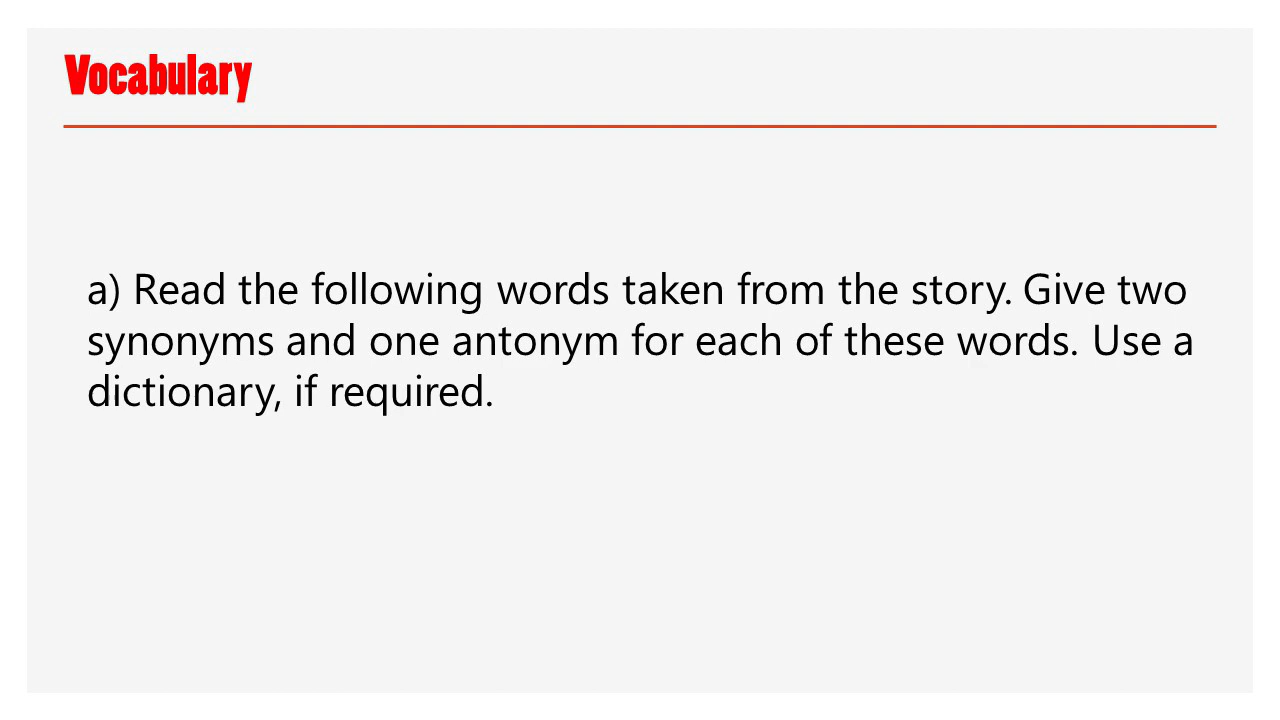 Vocabulary
a) Read the following words taken from the story. Give two
synonyms and one antonym for each of these words. Use a
dictionary, if required.